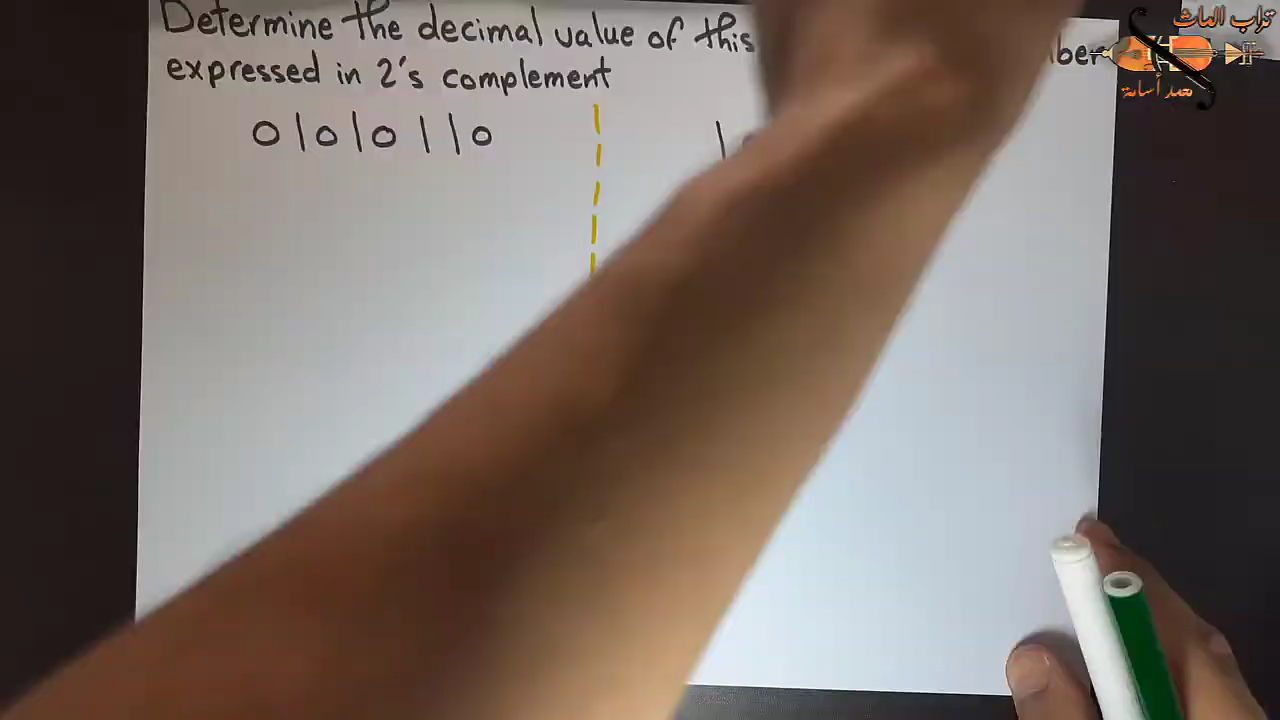 Determine the decimal value of this
expressed in 2's complement
01010110
تراب الماث
محمد أسامة